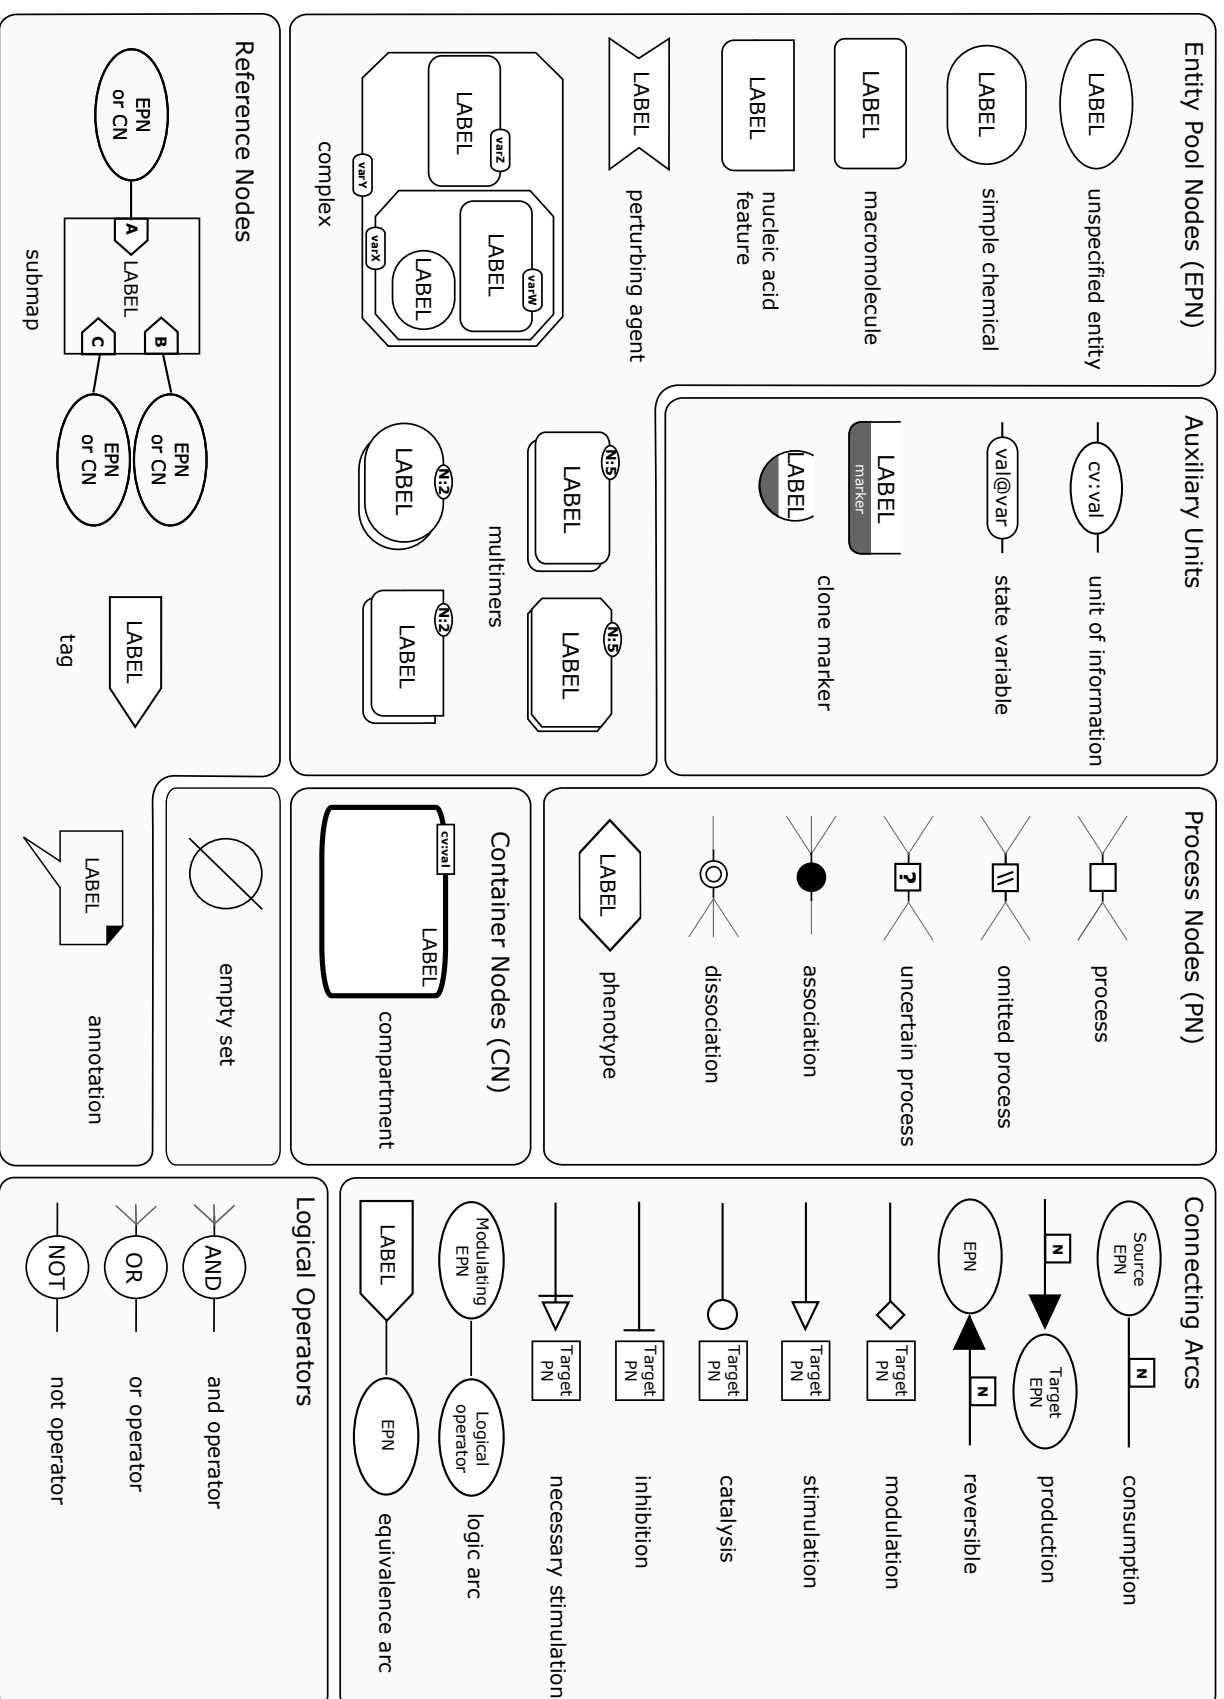 Entity Pool Nodes (EPN)
LABEL
unspecified entity
LABEL
simple chemical
LABEL
macromolecule
LABEL
nucleic acid
feature
LABEL
perturbing agent
LABEL
varZ
LABEL
varW
LABEL
varX
varY
complex
N:5
LABEL
N:5
LABEL
multimers
N:2
LABEL
N:2
LABEL
Auxiliary Units
cv:val
unit of information
val@var
state variable
LABEL
marker
LABEL
clone marker
Process Nodes (PN)
process
\\
omitted process
?
uncertain process
association
dissociation
LABEL
phenotype
Container Nodes (CN)
cv:val
LABEL
compartment
empty set
Reference Nodes
EPN
or CN
A
LABEL
B
C
EPN
or CN
EPN
or CN
submap
LABEL
tag
LABEL
annotation
Connecting Arcs
Source
EPN
N
consumption
N
Target
EPN
production
EPN
N
reversible
Target
PN
modulation
Target
PN
stimulation
Target
PN
catalysis
Target
PN
inhibition
Target
PN
necessary stimulation
Modulating
EPN
Logical
operator
logic arc
LABEL
EPN
equivalence arc
Logical Operators
AND
and operator
OR
or operator
NOT
not operator